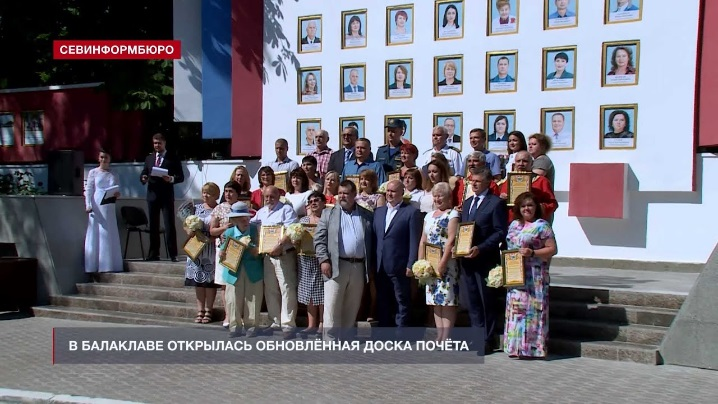 СЕВИНФОРМБЮРО
В БАЛАКЛАВЕ ОТКРЫЛАСЬ ОБНОВЛЁННАЯ ДОСКА ПОЧЁТА